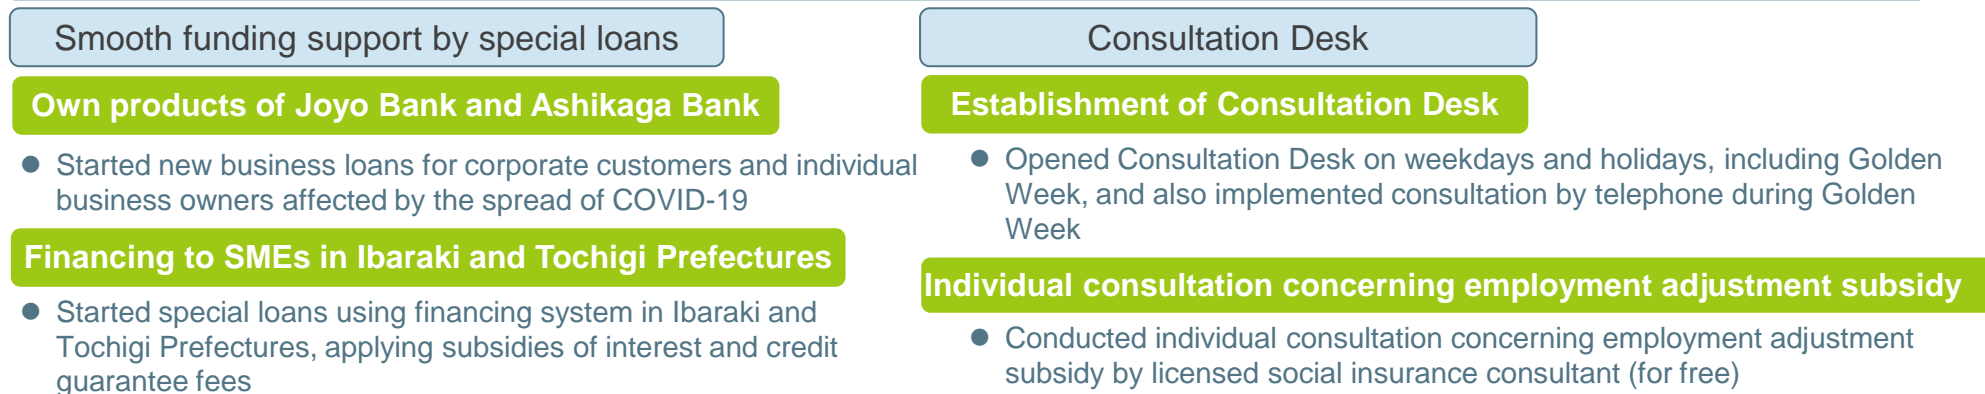 Smooth funding support by special loans
Own products of Joyo Bank and Ashikaga Bank
● Started new business loans for corporate customers and individual
business owners affected by the spread of COVID-19
Financing to SMEs in Ibaraki and Tochigi Prefectures
● Started special loans using financing system in Ibaraki and
Tochigi Prefectures, applying subsidies of interest and credit
guarantee fees
Consultation Desk
Establishment of Consultation Desk
● Opened Consultation Desk on weekdays and holidays, including Golden
Week, and also implemented consultation by telephone during Golden
Week
Individual consultation concerning employment adjustment subsidy
● Conducted individual consultation concerning employment adjustment
subsidy by licensed social insurance consultant (for free)